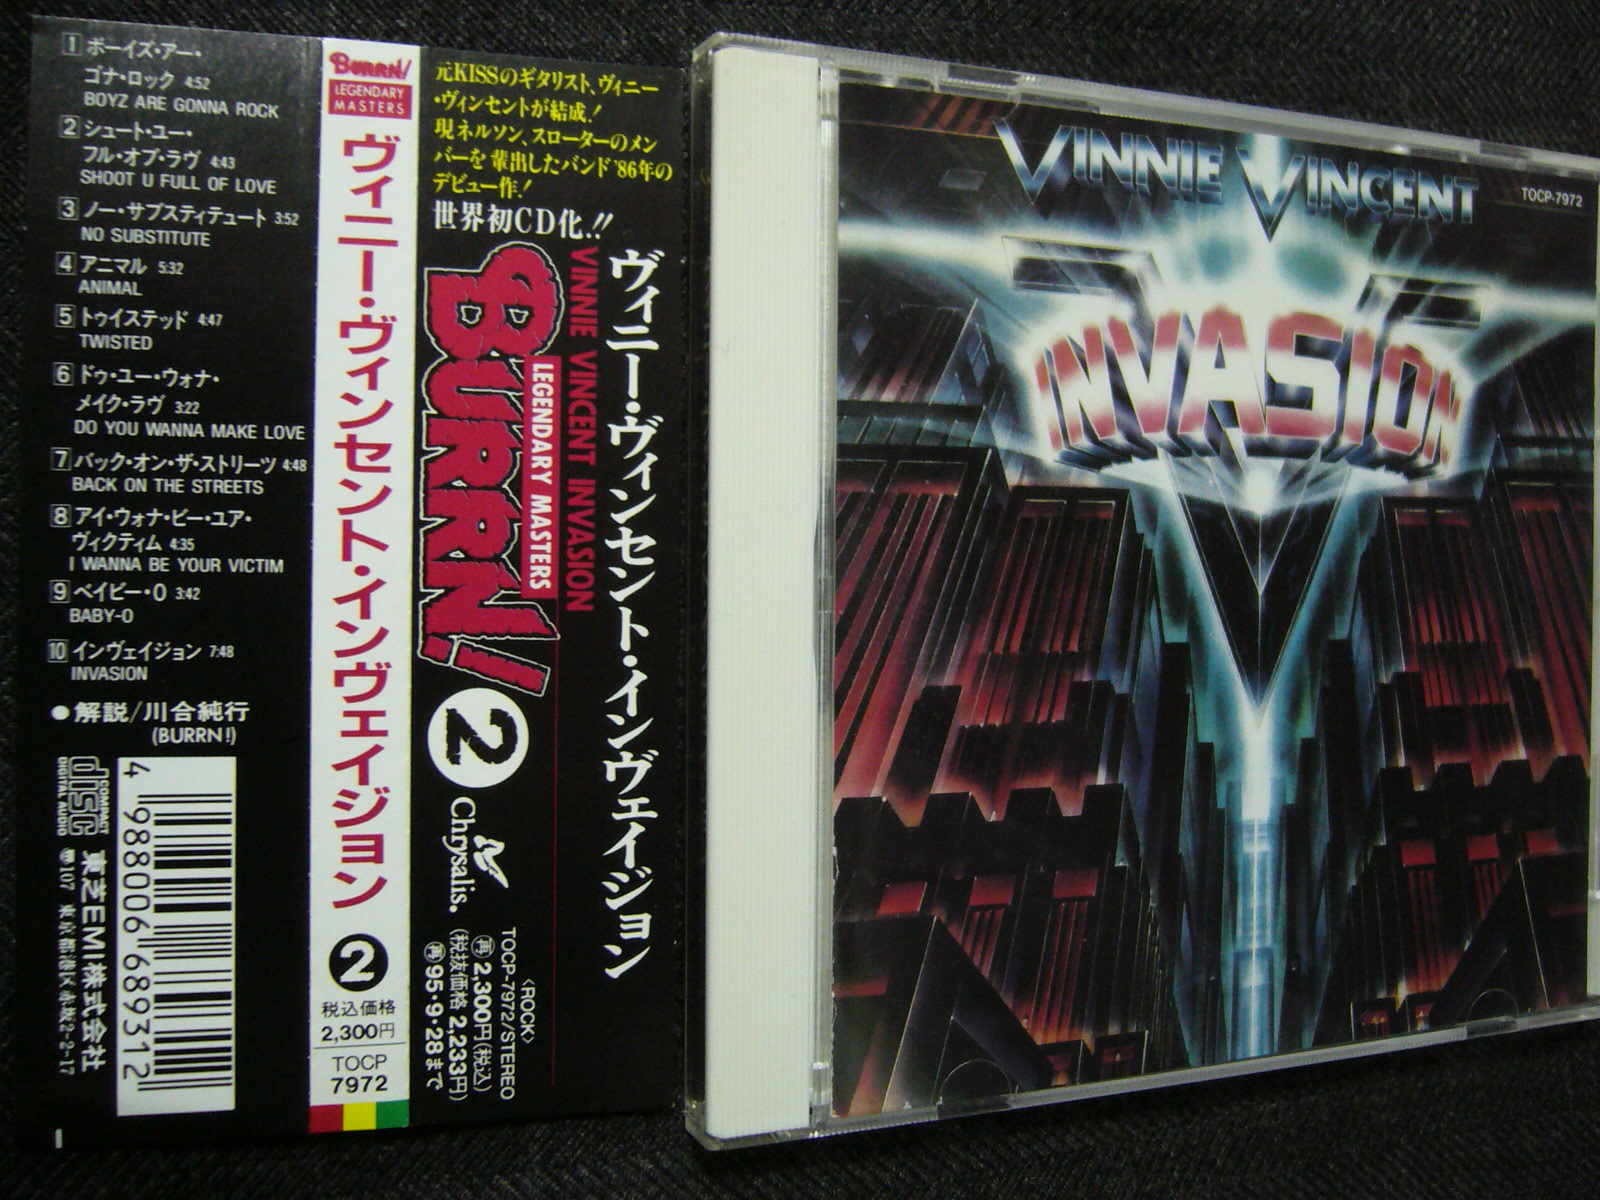 1 ボーイズ・アー・
ゴナ・ロック 4:52
BOYZ ARE GONNA ROCK
2 シュート・ユー・
フル・オブ・ラヴ 4:43
SHOOT U FULL OF LOVE
3 ノー・サブスティテュート 3:52
NO SUBSTITUTE
4 アニマル 5:32
ANIMAL
5 トゥイステッド 4:47
TWISTED
6 ドゥ・ユー・ウォナ・
メイク・ラヴ 3:22
DO YOU WANNA MAKE LOVE
7 バック・オン・ザ・ストリーツ 4:48
BACK ON THE STREETS
8 アイ・ウォナ・ビー・ユア・
ヴィクティム 4:35
I WANNA BE YOUR VICTIM
9 ベイビー・O 3:42
BABY-O
10 インヴェイジョン 7:48
INVASION
●解説/川合純行
(BURRN!)
COMPACT
disc
DIGITAL AUDIO
東芝EMI株式会社
〒107 東京都港区赤坂2-2-17
4 988006 689312
BURRN!
LEGENDARY
MASTERS
ヴィニー・ヴィンセント・インヴェイジョン
2
税込価格
2,300円
TOCP
7972
元KISSのギタリスト、ヴィニー
・ヴィンセントが結成!
現ネルソン、スローターのメン
バーを輩出したバンド'86年の
デビュー作!
世界初CD化.!!
ヴィニー・ヴィンセント・インヴェイジョン
VINNIE VINCENT INVASION
LEGENDARY MASTERS
BURRN!
2
Chrysalis.
〈ROCK〉
TOCP-7972/STEREO
再 2,300円(税込)
(税抜価格 2,233円)
再 95・9・28まで
VINNIE VINCENT
TOCP-7972
INVASION